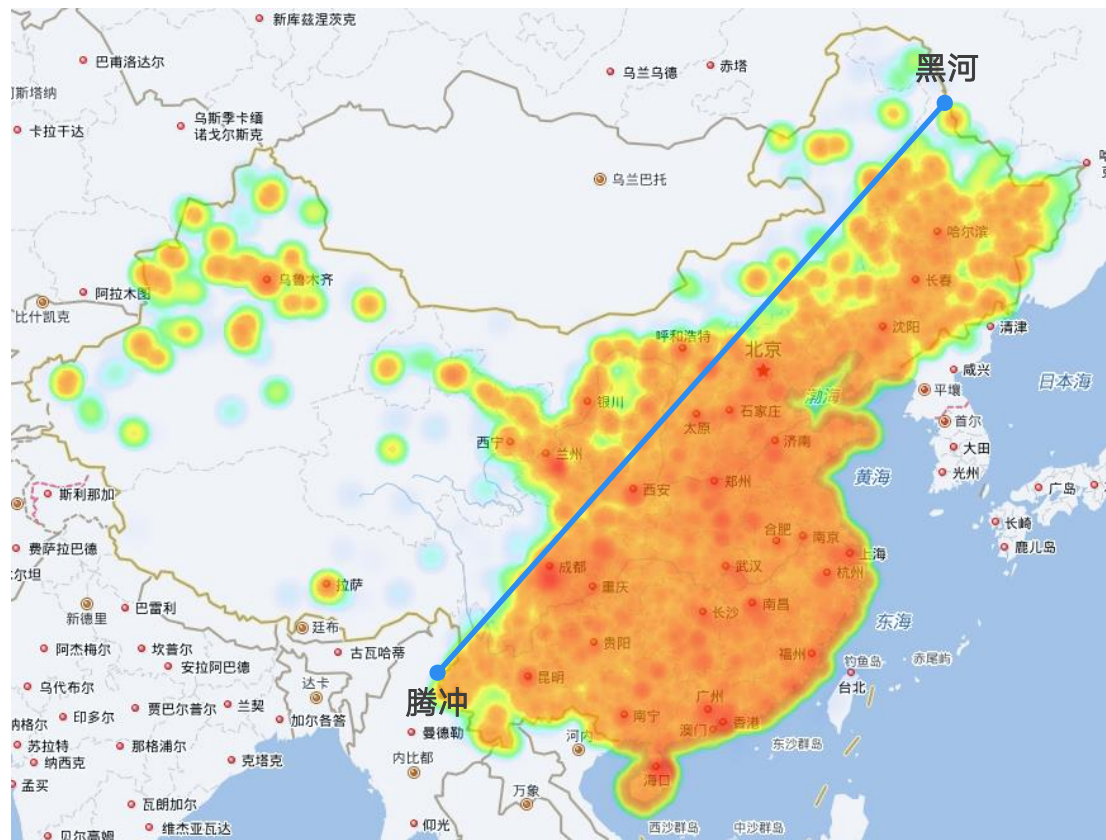 新库兹涅茨克
巴甫洛达尔
乌兰乌德
赤塔
黑河
斯塔纳
乌斯季卡缅
诺戈尔斯克
卡拉干达
乌兰巴托
哈尔滨
乌鲁木齐
长春
阿拉木图
比什凯克
沈阳
清津
呼和浩特
北京
咸兴
日本海
平壤
渤海
银川
石家庄
首尔
太原
西宁
济南
大田
兰州
光州
黄海
郑州
西安
广岛
斯利那加
长崎
合肥
南京
鹿儿岛
上海
费萨拉巴德
成都
武汉
杭州
尔坦
拉萨
重庆
巴雷利
南昌
长沙
新德里
廷布
东海
阿杰梅尔
坎普尔
古瓦哈蒂
贵阳
福州
钓鱼岛
赤尾屿
安拉阿巴德
昆明
台北
乌代布尔
达卡
腾冲
广州
纳格尔
印多尔
贾巴尔普尔
兰契
加尔各答
南宁
澳门
香港
曼德勒
河内
东沙群岛
苏拉特
那格浦尔
纳西克
克塔克
内比都
海口
孟买
万象
瓦朗加尔
仰光
西沙群岛
中沙群岛
贝尔高姆
维杰亚瓦达